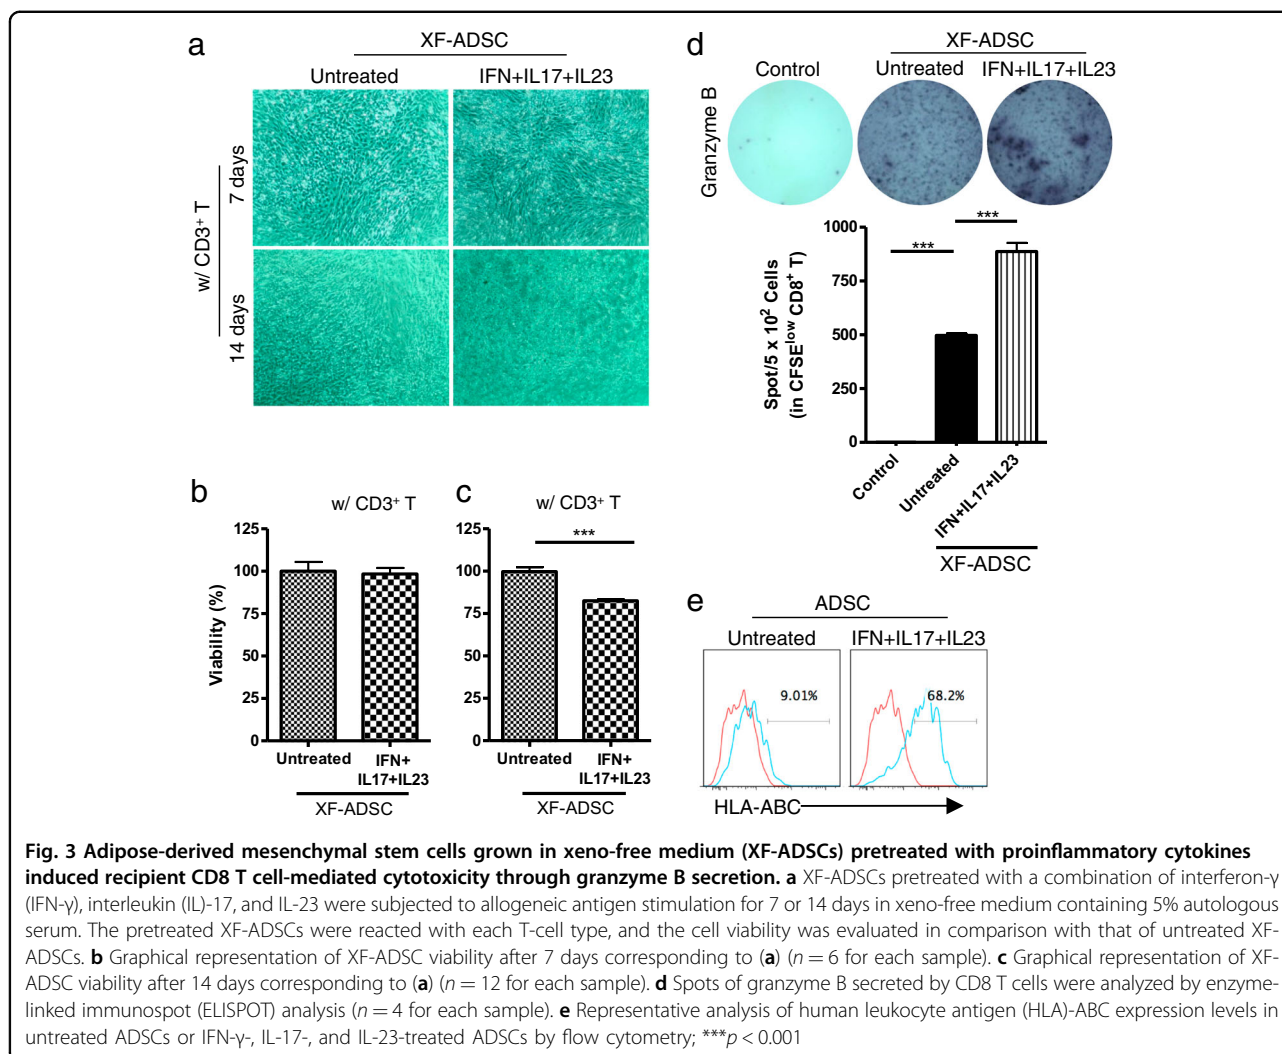 a
XF-ADSC
Untreated IFN+IL17+IL23
w/ CD3⁺ T
7 days
14 days
b
w/ CD3⁺ T
Viability (%)
125
100
75
50
25
0
Untreated IFN+
IL17+IL23
XF-ADSC
c
w/ CD3⁺ T
125
100
75
50
25
0
***
Untreated IFN+
IL17+IL23
XF-ADSC
d
XF-ADSC
Control Untreated IFN+IL17+IL23
Granzyme B
Spot/5 x 10² Cells
(in CFSEˡᵒʷ CD8⁺ T)
1000
750
500
250
0
***
***
Control
Untreated
IFN+IL17+IL23
XF-ADSC
e
ADSC
Untreated IFN+IL17+IL23
9.01%
68.2%
HLA-ABC
Fig. 3 Adipose-derived mesenchymal stem cells grown in xeno-free medium (XF-ADSCs) pretreated with proinflammatory cytokines
induced recipient CD8 T cell-mediated cytotoxicity through granzyme B secretion. a XF-ADSCs pretreated with a combination of interferon-γ
(IFN-γ), interleukin (IL)-17, and IL-23 were subjected to allogeneic antigen stimulation for 7 or 14 days in xeno-free medium containing 5% autologous
serum. The pretreated XF-ADSCs were reacted with each T-cell type, and the cell viability was evaluated in comparison with that of untreated XF-
ADSCs. b Graphical representation of XF-ADSC viability after 7 days corresponding to (a) (n = 6 for each sample). c Graphical representation of XF-
ADSC viability after 14 days corresponding to (a) (n = 12 for each sample). d Spots of granzyme B secreted by CD8 T cells were analyzed by enzyme-
linked immunospot (ELISPOT) analysis (n = 4 for each sample). e Representative analysis of human leukocyte antigen (HLA)-ABC expression levels in
untreated ADSCs or IFN-γ-, IL-17-, and IL-23-treated ADSCs by flow cytometry; ***p < 0.001